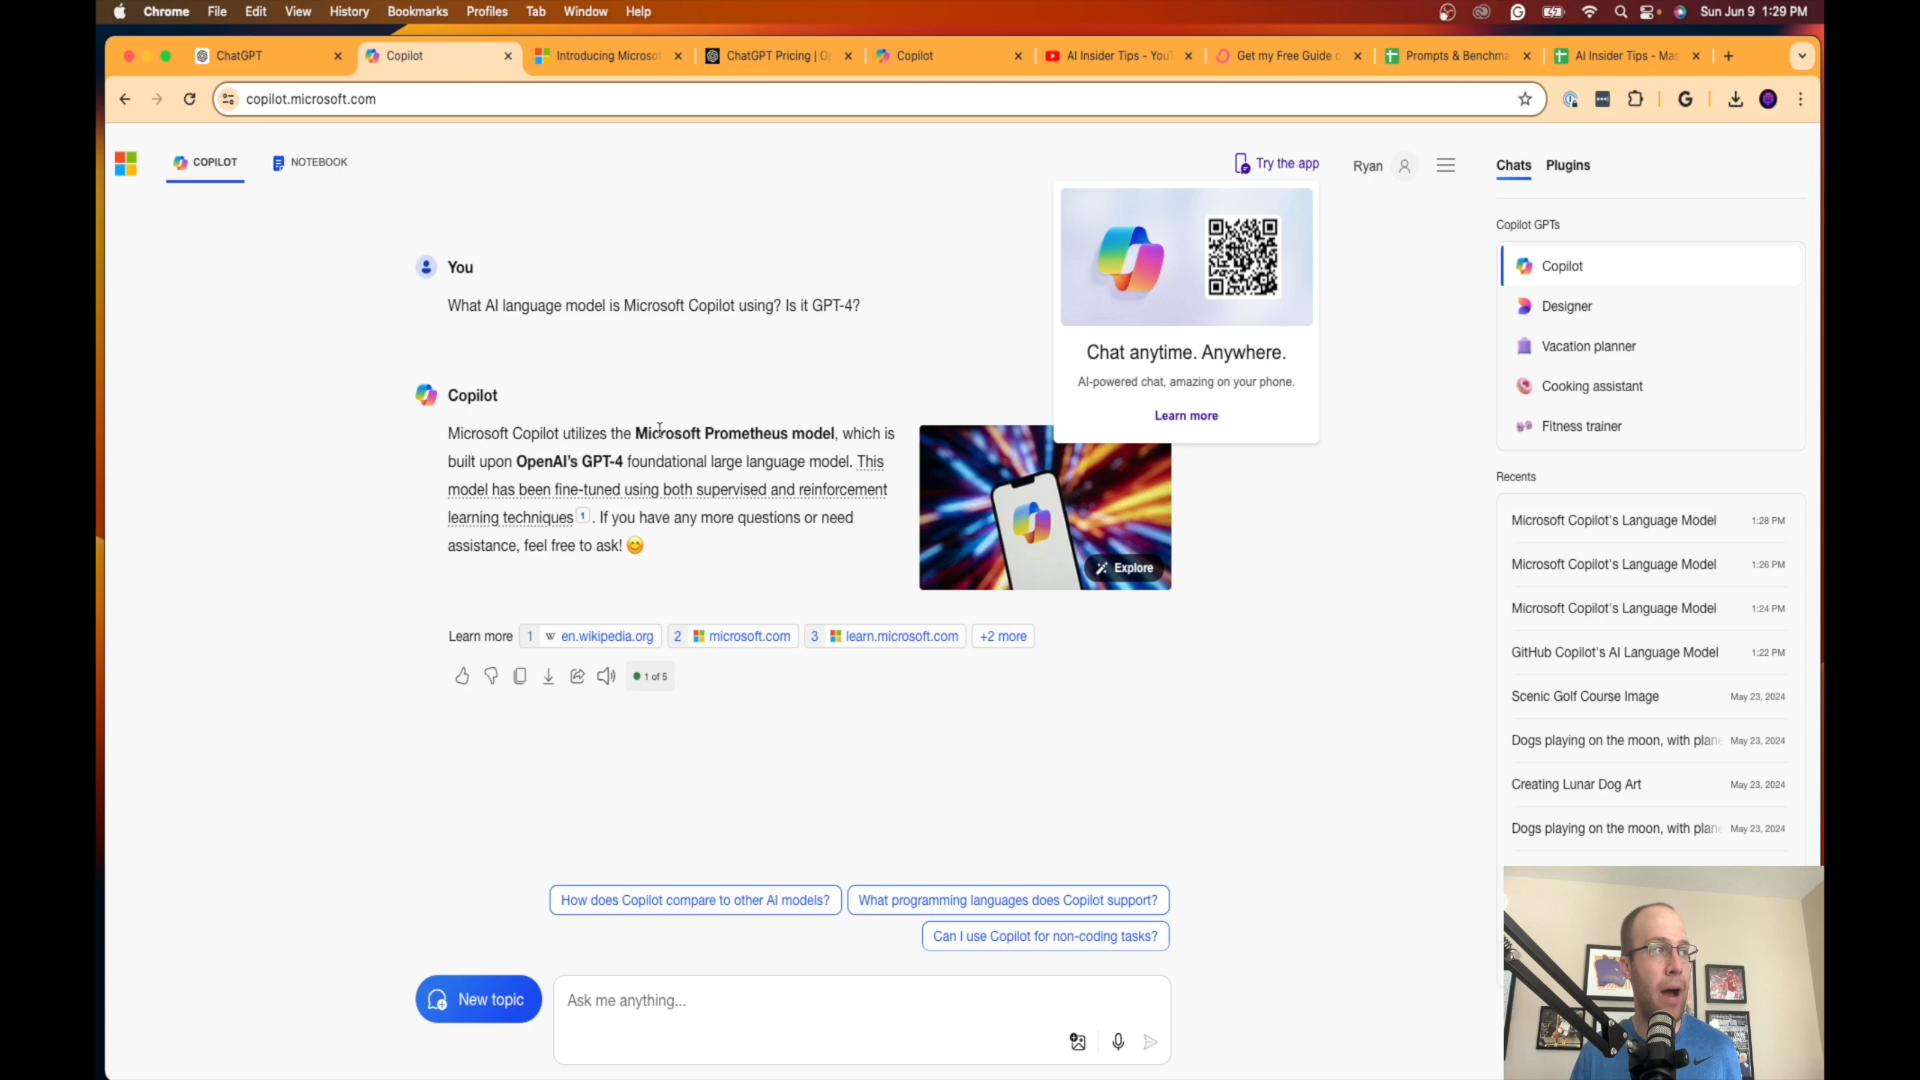 Chrome File Edit View History Bookmarks Profiles Tab Window Help Sun Jun 9 1:29 PM
ChatGPT Copilot Introducing Microsof ChatGPT Pricing | O Copilot AI Insider Tips - You Get my Free Guide o Prompts & Benchma AI Insider Tips - Mas
copilot.microsoft.com
COPILOT NOTEBOOK Try the app Ryan
Chats Plugins
Chat anytime. Anywhere.
AI-powered chat, amazing on your phone.
Learn more
You
What AI language model is Microsoft Copilot using? Is it GPT-4?
Copilot
Microsoft Copilot utilizes the Microsoft Prometheus model, which is
built upon OpenAI's GPT-4 foundational large language model. This
model has been fine-tuned using both supervised and reinforcement
learning techniques 1 . If you have any more questions or need
assistance, feel free to ask! 😊
Explore
Learn more 1 W en.wikipedia.org 2 microsoft.com 3 learn.microsoft.com +2 more
1 of 5
How does Copilot compare to other AI models? What programming languages does Copilot support?
Can I use Copilot for non-coding tasks?
New topic Ask me anything...
Copilot GPTs
Copilot
Designer
Vacation planner
Cooking assistant
Fitness trainer
Recents
Microsoft Copilot's Language Model 1:28 PM
Microsoft Copilot's Language Model 1:26 PM
Microsoft Copilot's Language Model 1:24 PM
GitHub Copilot's AI Language Model 1:22 PM
Scenic Golf Course Image May 23, 2024
Dogs playing on the moon, with plane May 23, 2024
Creating Lunar Dog Art May 23, 2024
Dogs playing on the moon, with plane May 23, 2024